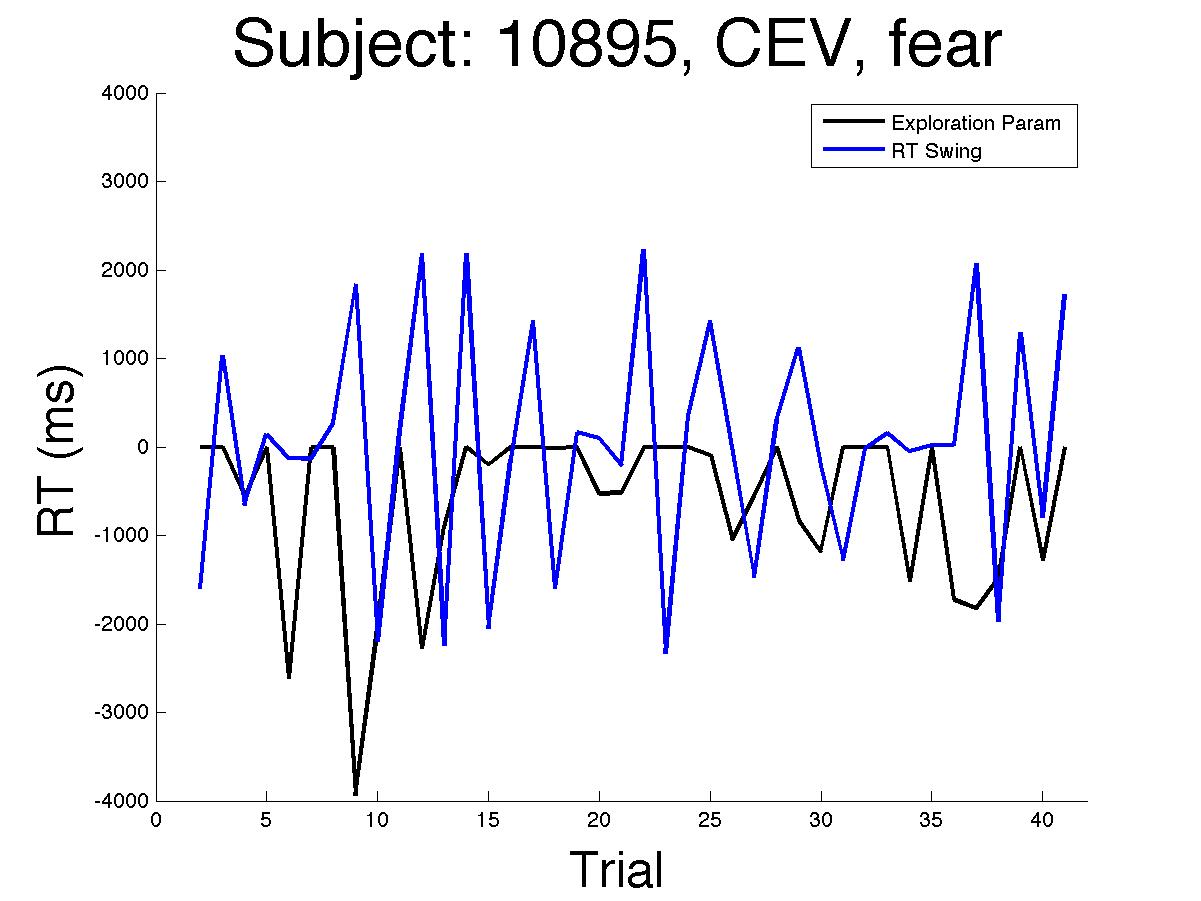 Subject: 10895, CEV, fear
4000
3000
2000
1000
0
-1000
-2000
-3000
-4000
RT (ms)
Exploration Param
RT Swing
0 5 10 15 20 25 30 35 40
Trial